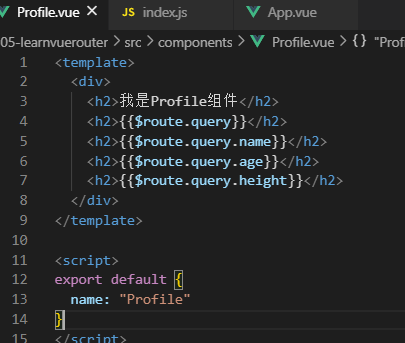 Profile.vue × JS index.js App.vue
05-learnvuerouter > src > components > Profile.vue > {} "Prof
1 <template>
2 <div>
3 <h2>我是Profile组件</h2>
4 <h2>{{$route.query}}</h2>
5 <h2>{{$route.query.name}}</h2>
6 <h2>{{$route.query.age}}</h2>
7 <h2>{{$route.query.height}}</h2>
8 </div>
9 </template>
10
11 <script>
12 export default {
13 name: "Profile"
14 }
15 </script>